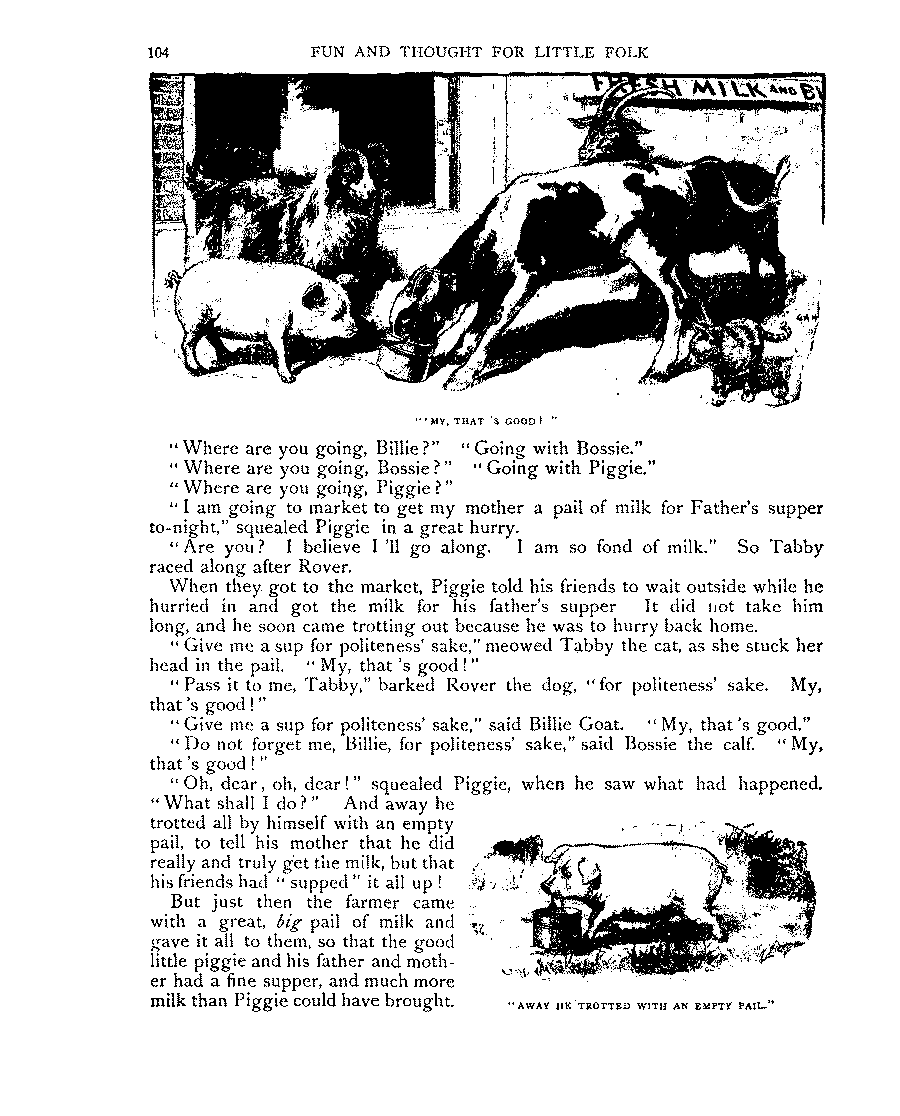 104
FUN AND THOUGHT FOR LITTLE FOLK
FRESH MILK AND B
"'MY, THAT 'S GOOD!"
"Where are you going, Billie?" "Going with Bossie."
"Where are you going, Bossie?" "Going with Piggie."
"Where are you going, Piggie?"
"I am going to market to get my mother a pail of milk for Father's supper
to-night," squealed Piggie in a great hurry.
"Are you? I believe I 'll go along. I am so fond of milk." So Tabby
raced along after Rover.
When they got to the market, Piggie told his friends to wait outside while he
hurried in and got the milk for his father's supper It did not take him
long, and he soon came trotting out because he was to hurry back home.
"Give me a sup for politeness' sake," meowed Tabby the cat, as she stuck her
head in the pail. "My, that 's good!"
"Pass it to me, Tabby," barked Rover the dog, "for politeness' sake. My,
that 's good!"
"Give me a sup for politeness' sake," said Billie Goat. "My, that 's good."
"Do not forget me, Billie, for politeness' sake," said Bossie the calf. "My,
that 's good!"
"Oh, dear, oh, dear!" squealed Piggie, when he saw what had happened.
"What shall I do?" And away he
trotted all by himself with an empty
pail, to tell his mother that he did
really and truly get the milk, but that
his friends had "supped" it all up!
But just then the farmer came
with a great, big pail of milk and
gave it all to them, so that the good
little piggie and his father and moth-
er had a fine supper, and much more
milk than Piggie could have brought.
"AWAY HE TROTTED WITH AN EMPTY PAIL."